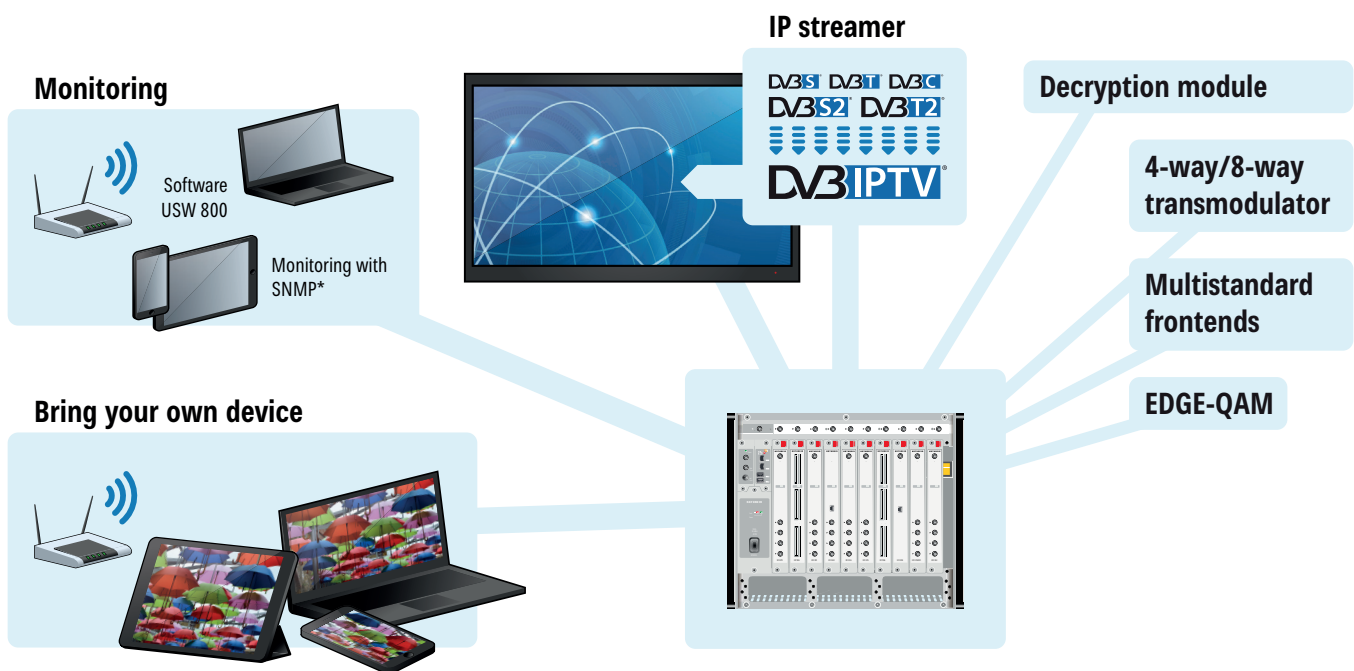 IP streamer
Monitoring
DVB S DVB T DVB C
DVB S2 DVB T2
DVB IPTV
Software
USW 800
Monitoring with
SNMP*
Decryption module
4-way/8-way
transmodulator
Multistandard
frontends
EDGE-QAM
Bring your own device